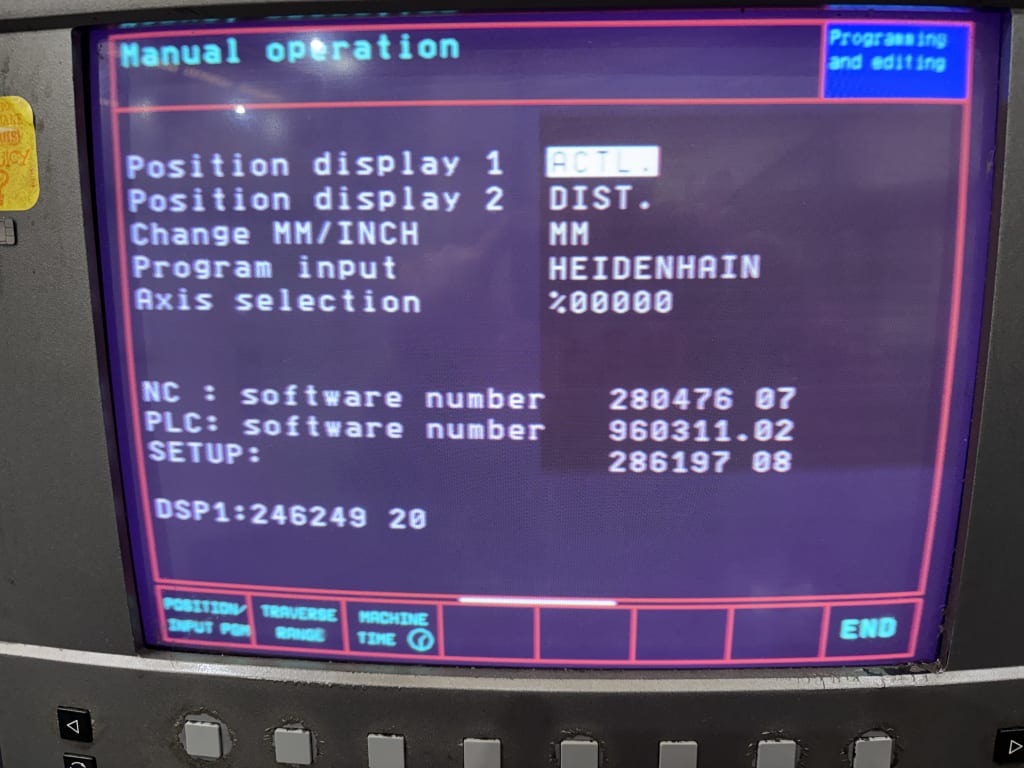 Manual operation
Programming
and editing
Position display 1 ACTL.
Position display 2 DIST.
Change MM/INCH MM
Program input HEIDENHAIN
Axis selection %00000
NC : software number 280476 07
PLC: software number 960311.02
SETUP: 286197 08
DSP1:246249 20
POSITION/
INPUT PGM
TRAVERSE
RANGE
MACHINE
TIME
END